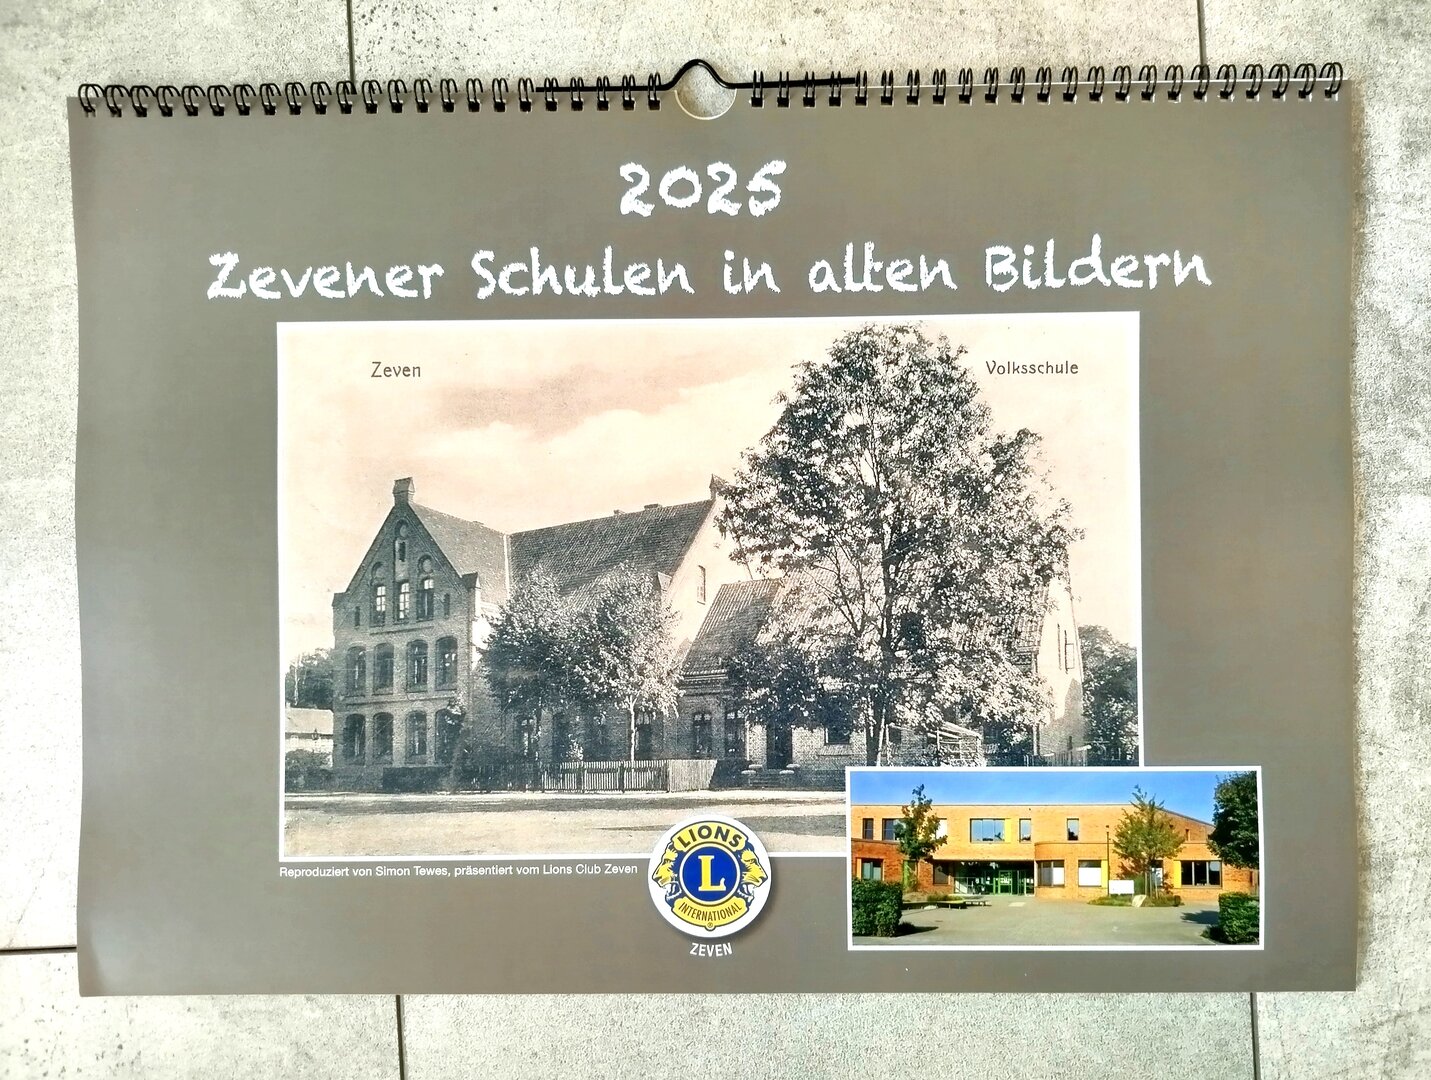 2025
Zevener Schulen in alten Bildern
Zeven
Volksschule
Reproduziert von Simon Tewes, präsentiert vom Lions Club Zeven
LIONS
L
INTERNATIONAL
®
ZEVEN